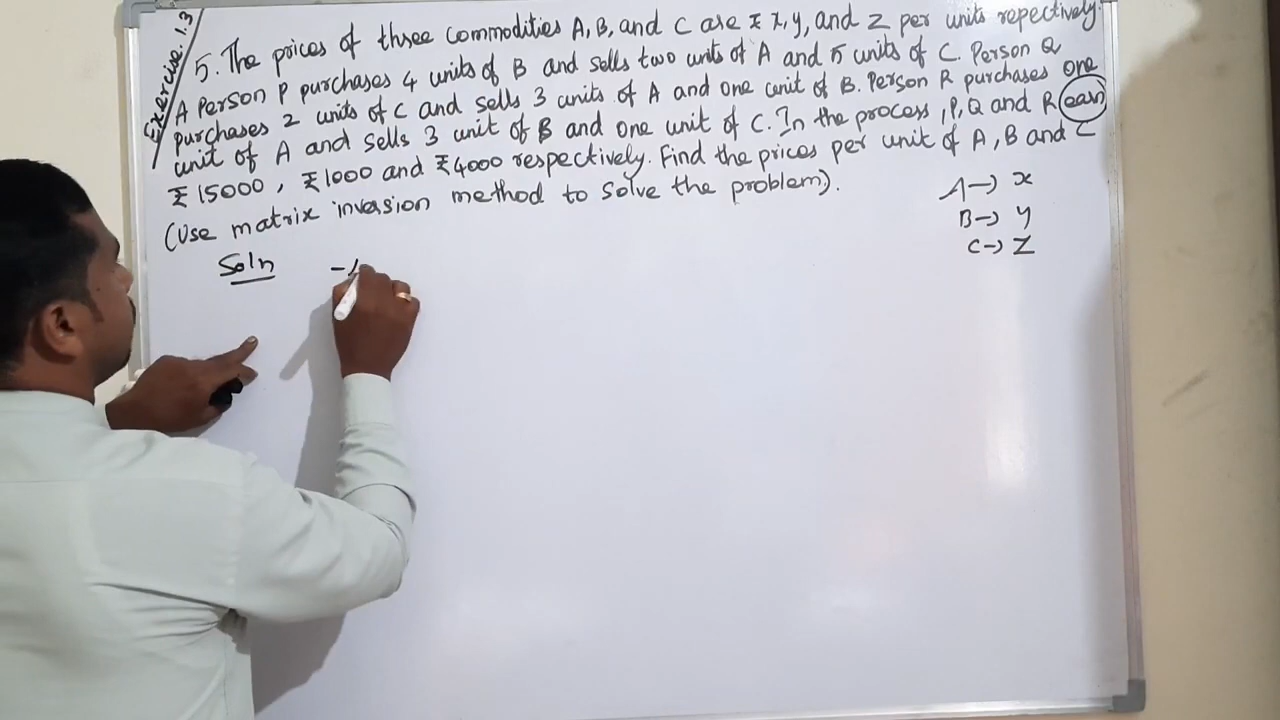 Exercise. 1.3
5. The prices of three commodities A, B, and C are ₹ x, y, and Z per units ropectively.
A Person P purchases 4 units of B and sells two units of A and 5 units of C. Person Q
purchases 2 units of C and sells 3 units of A and one unit of B. Person R purchases one
unit of A and sells 3 unit of B and one unit of C. In the process, P, Q and R earn
₹ 15000, ₹1000 and ₹4000 respectively. Find the prices per unit of A, B and C
(Use matrix invasion method to solve the problem).
A→ x
B→ y
C→ Z
Soln